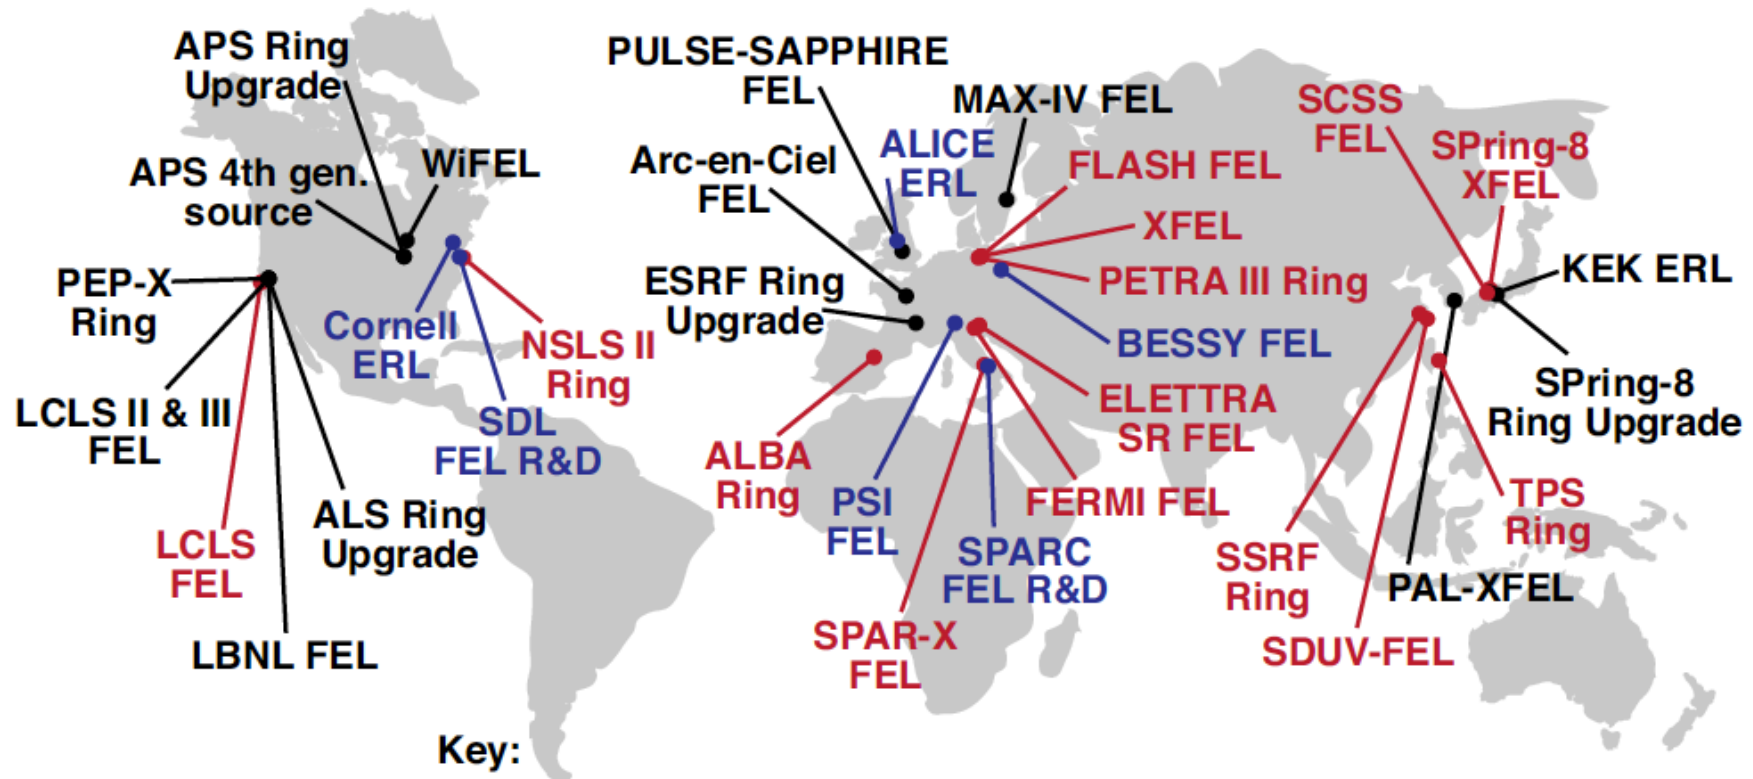 APS Ring
Upgrade
APS 4th gen.
source
WiFEL
PEP-X
Ring
LCLS II & III
FEL
LCLS
FEL
LBNL FEL
ALS Ring
Upgrade
Cornell
ERL
SDL
FEL R&D
NSLS II
Ring
Key:
PULSE-SAPPHIRE
FEL
Arc-en-Ciel
FEL
ALICE
ERL
MAX-IV FEL
FLASH FEL
XFEL
PETRA III Ring
BESSY FEL
ESRF Ring
Upgrade
ALBA
Ring
PSI
FEL
ELETTRA
SR FEL
FERMI FEL
SPARC
FEL R&D
SPAR-X
FEL
SCSS
FEL
SPring-8
XFEL
KEK ERL
SPring-8
Ring Upgrade
TPS
Ring
SSRF
Ring
PAL-XFEL
SDUV-FEL